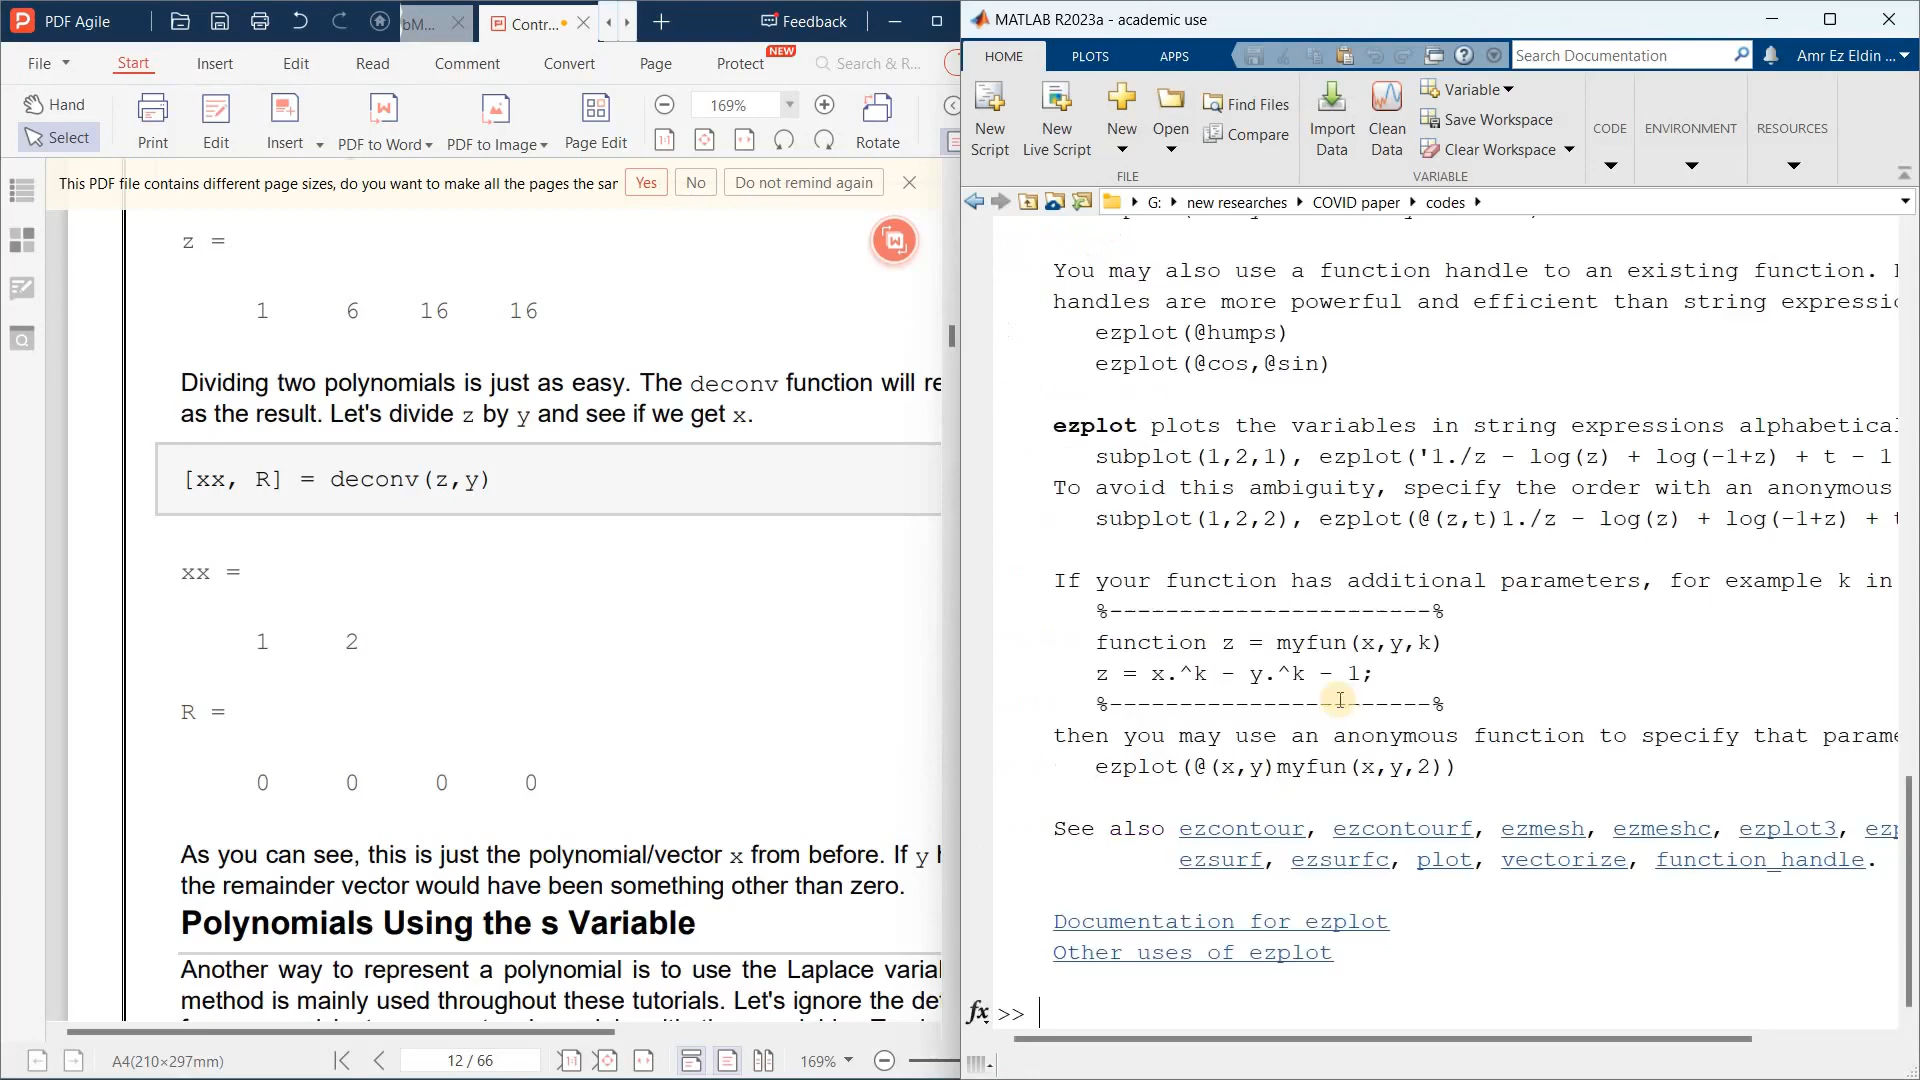 PDF Agile
bM...
Contr...
Feedback
File
Start
Insert
Edit
Read
Comment
Convert
Page
Protect
NEW
Search & R...
Hand
Select
Print
Edit
Insert
PDF to Word
PDF to Image
Page Edit
169%
Rotate
This PDF file contains different page sizes, do you want to make all the pages the sar
Yes
No
Do not remind again
z =
1 6 16 16
Dividing two polynomials is just as easy. The deconv function will re
as the result. Let's divide z by y and see if we get x.
[xx, R] = deconv(z,y)
xx =
1 2
R =
0 0 0 0
As you can see, this is just the polynomial/vector x from before. If y h
the remainder vector would have been something other than zero.
Polynomials Using the s Variable
Another way to represent a polynomial is to use the Laplace varial
method is mainly used throughout these tutorials. Let's ignore the de
A4(210×297mm)
12 / 66
169%
MATLAB R2023a - academic use
HOME
PLOTS
APPS
Search Documentation
Amr Ez Eldin ...
New Script
New Live Script
New
Open
Find Files
Compare
Import Data
Clean Data
Variable
Save Workspace
Clear Workspace
CODE
ENVIRONMENT
RESOURCES
FILE
VARIABLE
G: new researches COVID paper codes
You may also use a function handle to an existing function.
handles are more powerful and efficient than string expressio
ezplot(@humps)
ezplot(@cos,@sin)
ezplot plots the variables in string expressions alphabetical
subplot(1,2,1), ezplot('1./z - log(z) + log(-1+z) + t - 1
To avoid this ambiguity, specify the order with an anonymous
subplot(1,2,2), ezplot(@(z,t)1./z - log(z) + log(-1+z) + t
If your function has additional parameters, for example k in
%-----------------------%
function z = myfun(x,y,k)
z = x.^k - y.^k - 1;
%-----------------------%
then you may use an anonymous function to specify that parame
ezplot(@(x,y)myfun(x,y,2))
See also ezcontour, ezcontourf, ezmesh, ezmeshc, ezplot3, ezp
ezsurf, ezsurfc, plot, vectorize, function_handle.
Documentation for ezplot
Other uses of ezplot
fx >>